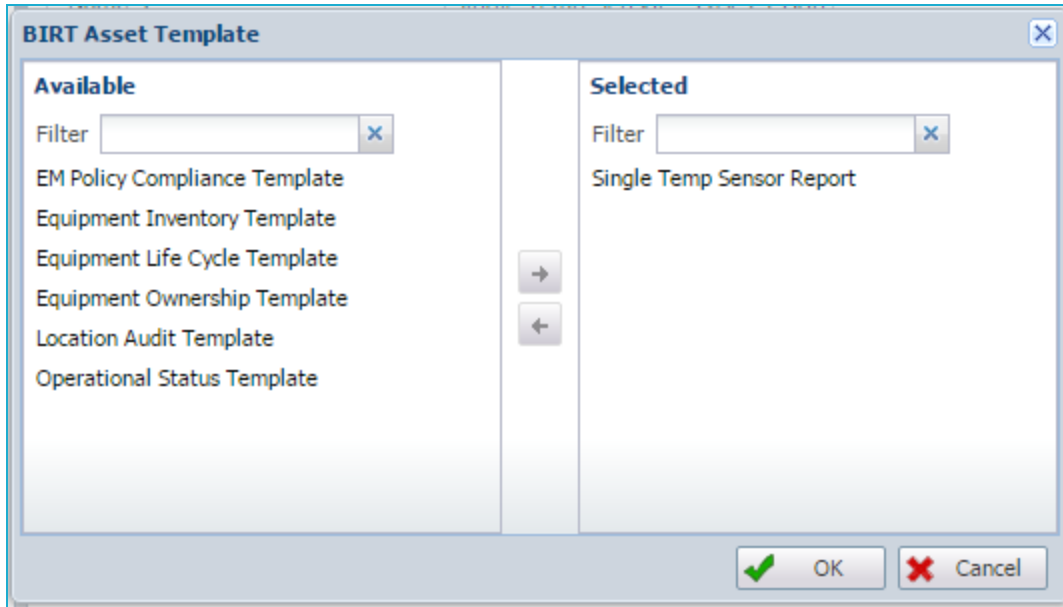 BIRT Asset Template
Available
Filter
EM Policy Compliance Template
Equipment Inventory Template
Equipment Life Cycle Template
Equipment Ownership Template
Location Audit Template
Operational Status Template
Selected
Filter
Single Temp Sensor Report
OK
Cancel